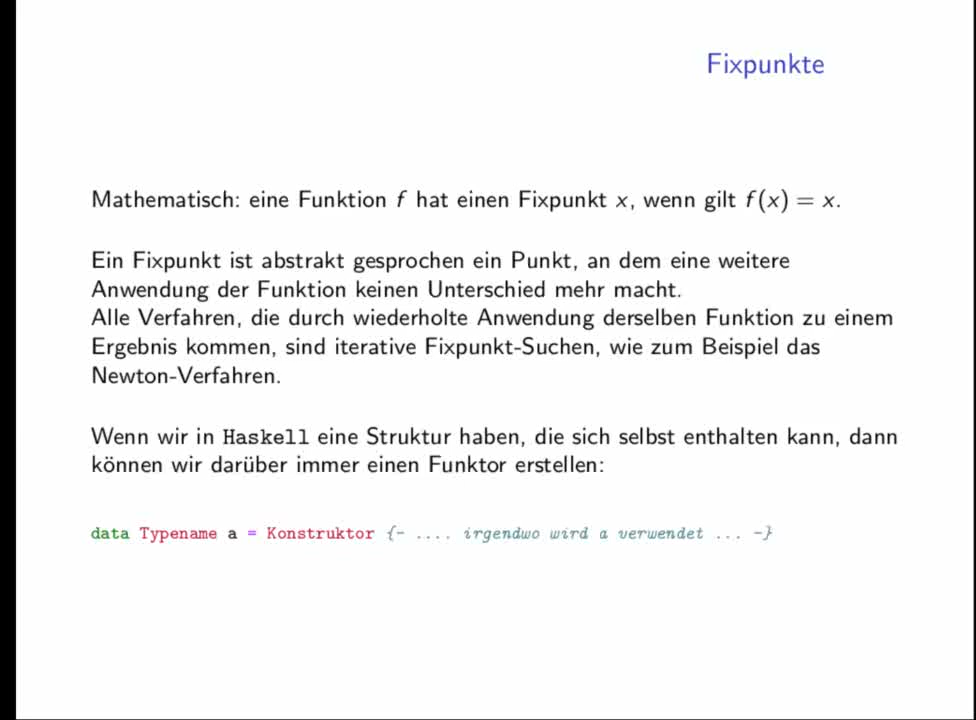 Fixpunkte
Mathematisch: eine Funktion f hat einen Fixpunkt x, wenn gilt f(x) = x.
Ein Fixpunkt ist abstrakt gesprochen ein Punkt, an dem eine weitere
Anwendung der Funktion keinen Unterschied mehr macht.
Alle Verfahren, die durch wiederholte Anwendung derselben Funktion zu einem
Ergebnis kommen, sind iterative Fixpunkt-Suchen, wie zum Beispiel das
Newton-Verfahren.
Wenn wir in Haskell eine Struktur haben, die sich selbst enthalten kann, dann
können wir darüber immer einen Funktor erstellen:
data Typename a = Konstruktor {- .... irgendwo wird a verwendet ... -}